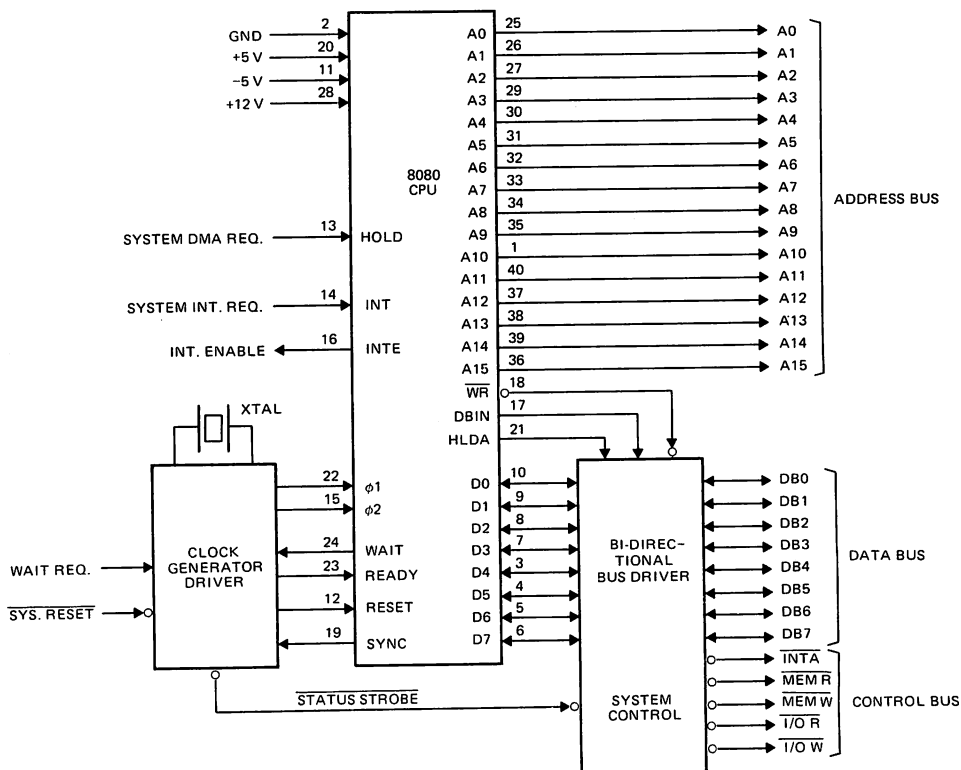 GND 2
+5 V 20
−5 V 11
+12 V 28
8080
CPU
SYSTEM DMA REQ. 13 HOLD
SYSTEM INT. REQ. 14 INT
INT. ENABLE 16 INTE
A0 25 A0
A1 26 A1
A2 27 A2
A3 29 A3
A4 30 A4
A5 31 A5
A6 32 A6
A7 33 A7
A8 34 A8
A9 35 A9
A10 1 A10
A11 40 A11
A12 37 A12
A13 38 A13
A14 39 A14
A15 36 A15
ADDRESS BUS
WR 18
DBIN 17
HLDA 21
XTAL
CLOCK
GENERATOR
DRIVER
WAIT REQ.
SYS. RESET
22 ϕ1
15 ϕ2
24 WAIT
23 READY
12 RESET
19 SYNC
D0 10
D1 9
D2 8
D3 7
D4 3
D5 4
D6 5
D7 6
BI-DIREC-
TIONAL
BUS DRIVER
SYSTEM
CONTROL
STATUS STROBE
DB0
DB1
DB2
DB3
DB4
DB5
DB6
DB7
DATA BUS
INTA
MEM R
MEM W
I/O R
I/O W
CONTROL BUS